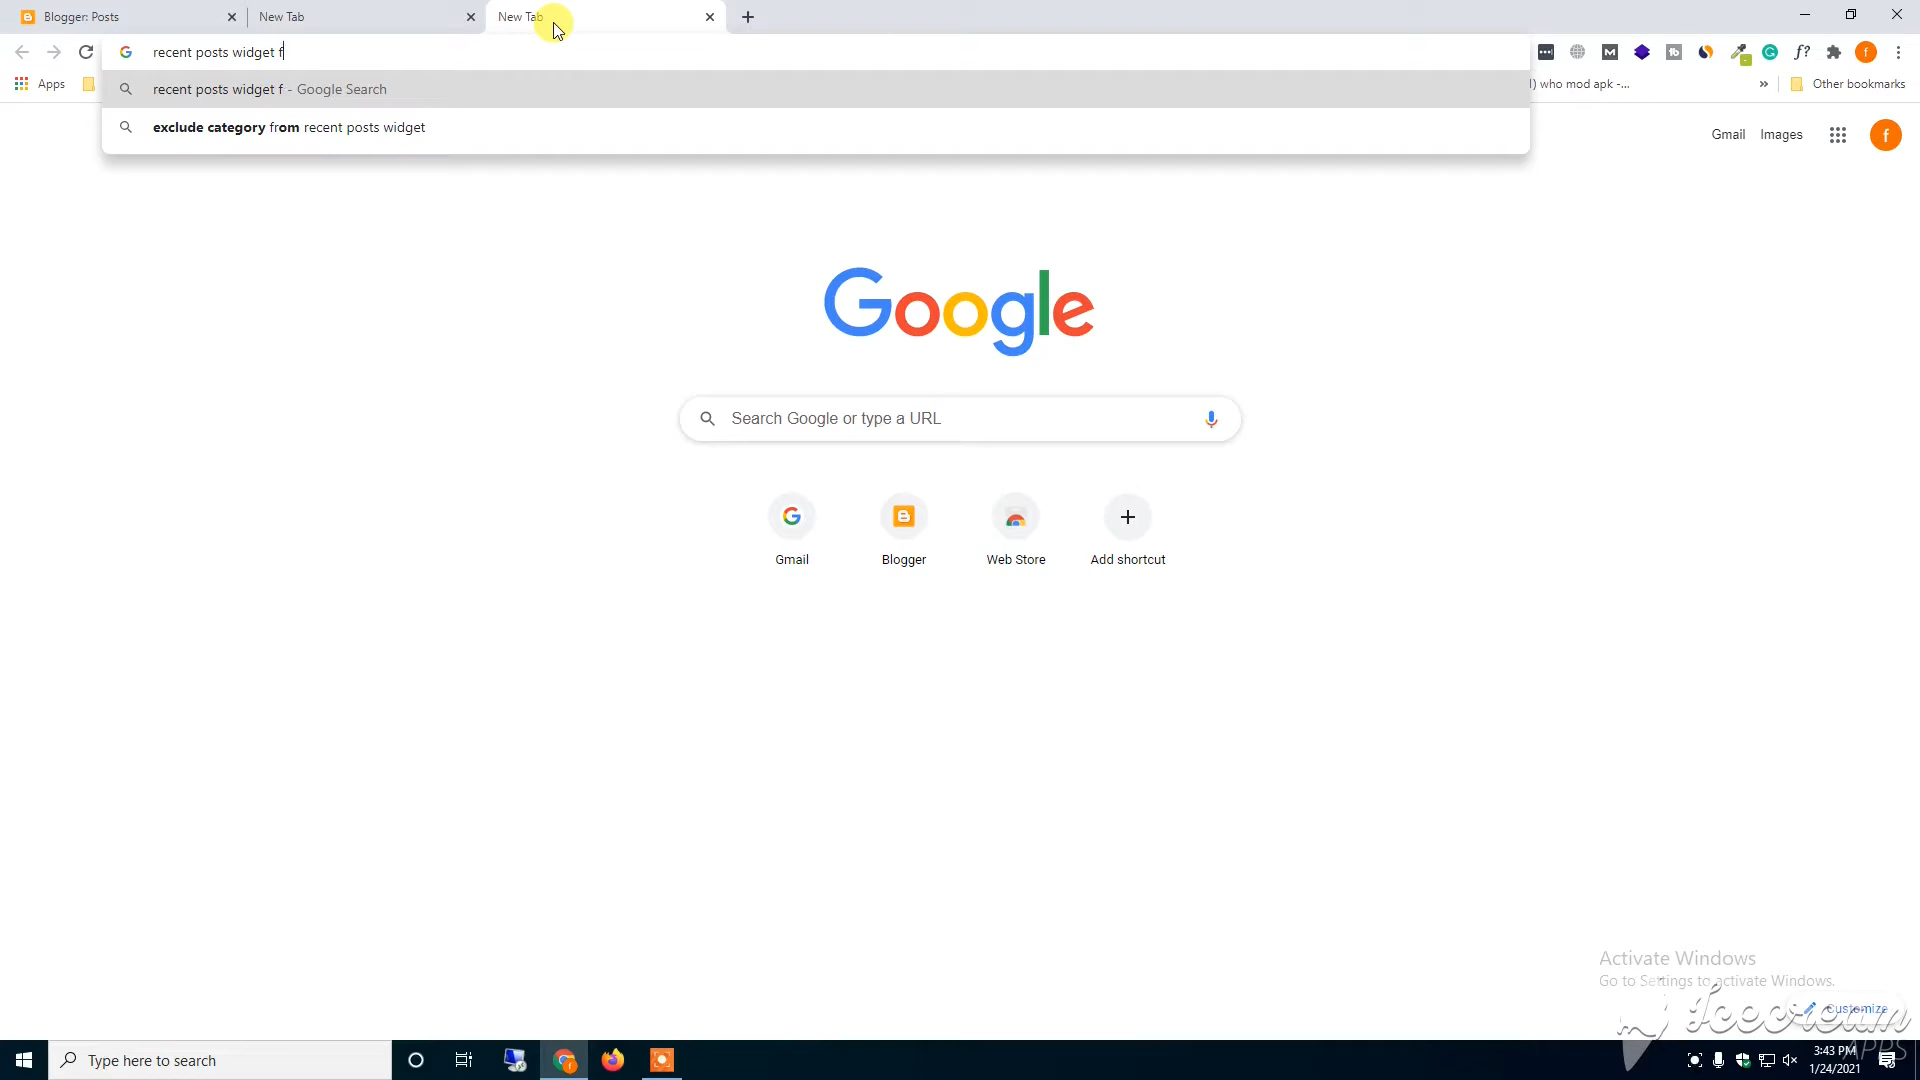 Blogger: Posts
New Tab
New Tab
recent posts widget f
recent posts widget f - Google Search
exclude category from recent posts widget
Apps
) who mod apk -...
Other bookmarks
Gmail
Images
f
Google
Search Google or type a URL
Gmail
Blogger
Web Store
Add shortcut
Activate Windows
Go to Settings to activate Windows.
Customize
Icecream
APPS
Type here to search
3:43 PM
1/24/2021